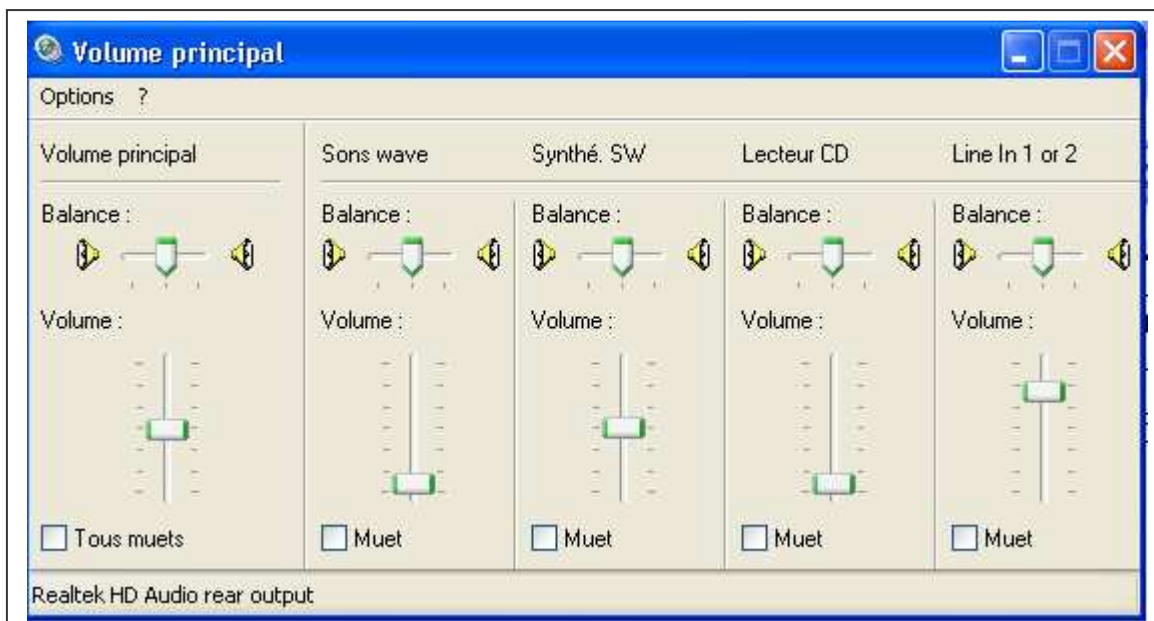 Volume principal
Options ?
Volume principal Sons wave Synthé. SW Lecteur CD Line In 1 or 2
Balance : Balance : Balance : Balance : Balance :
Volume : Volume : Volume : Volume : Volume :
Tous muets Muet Muet Muet Muet
Realtek HD Audio rear output